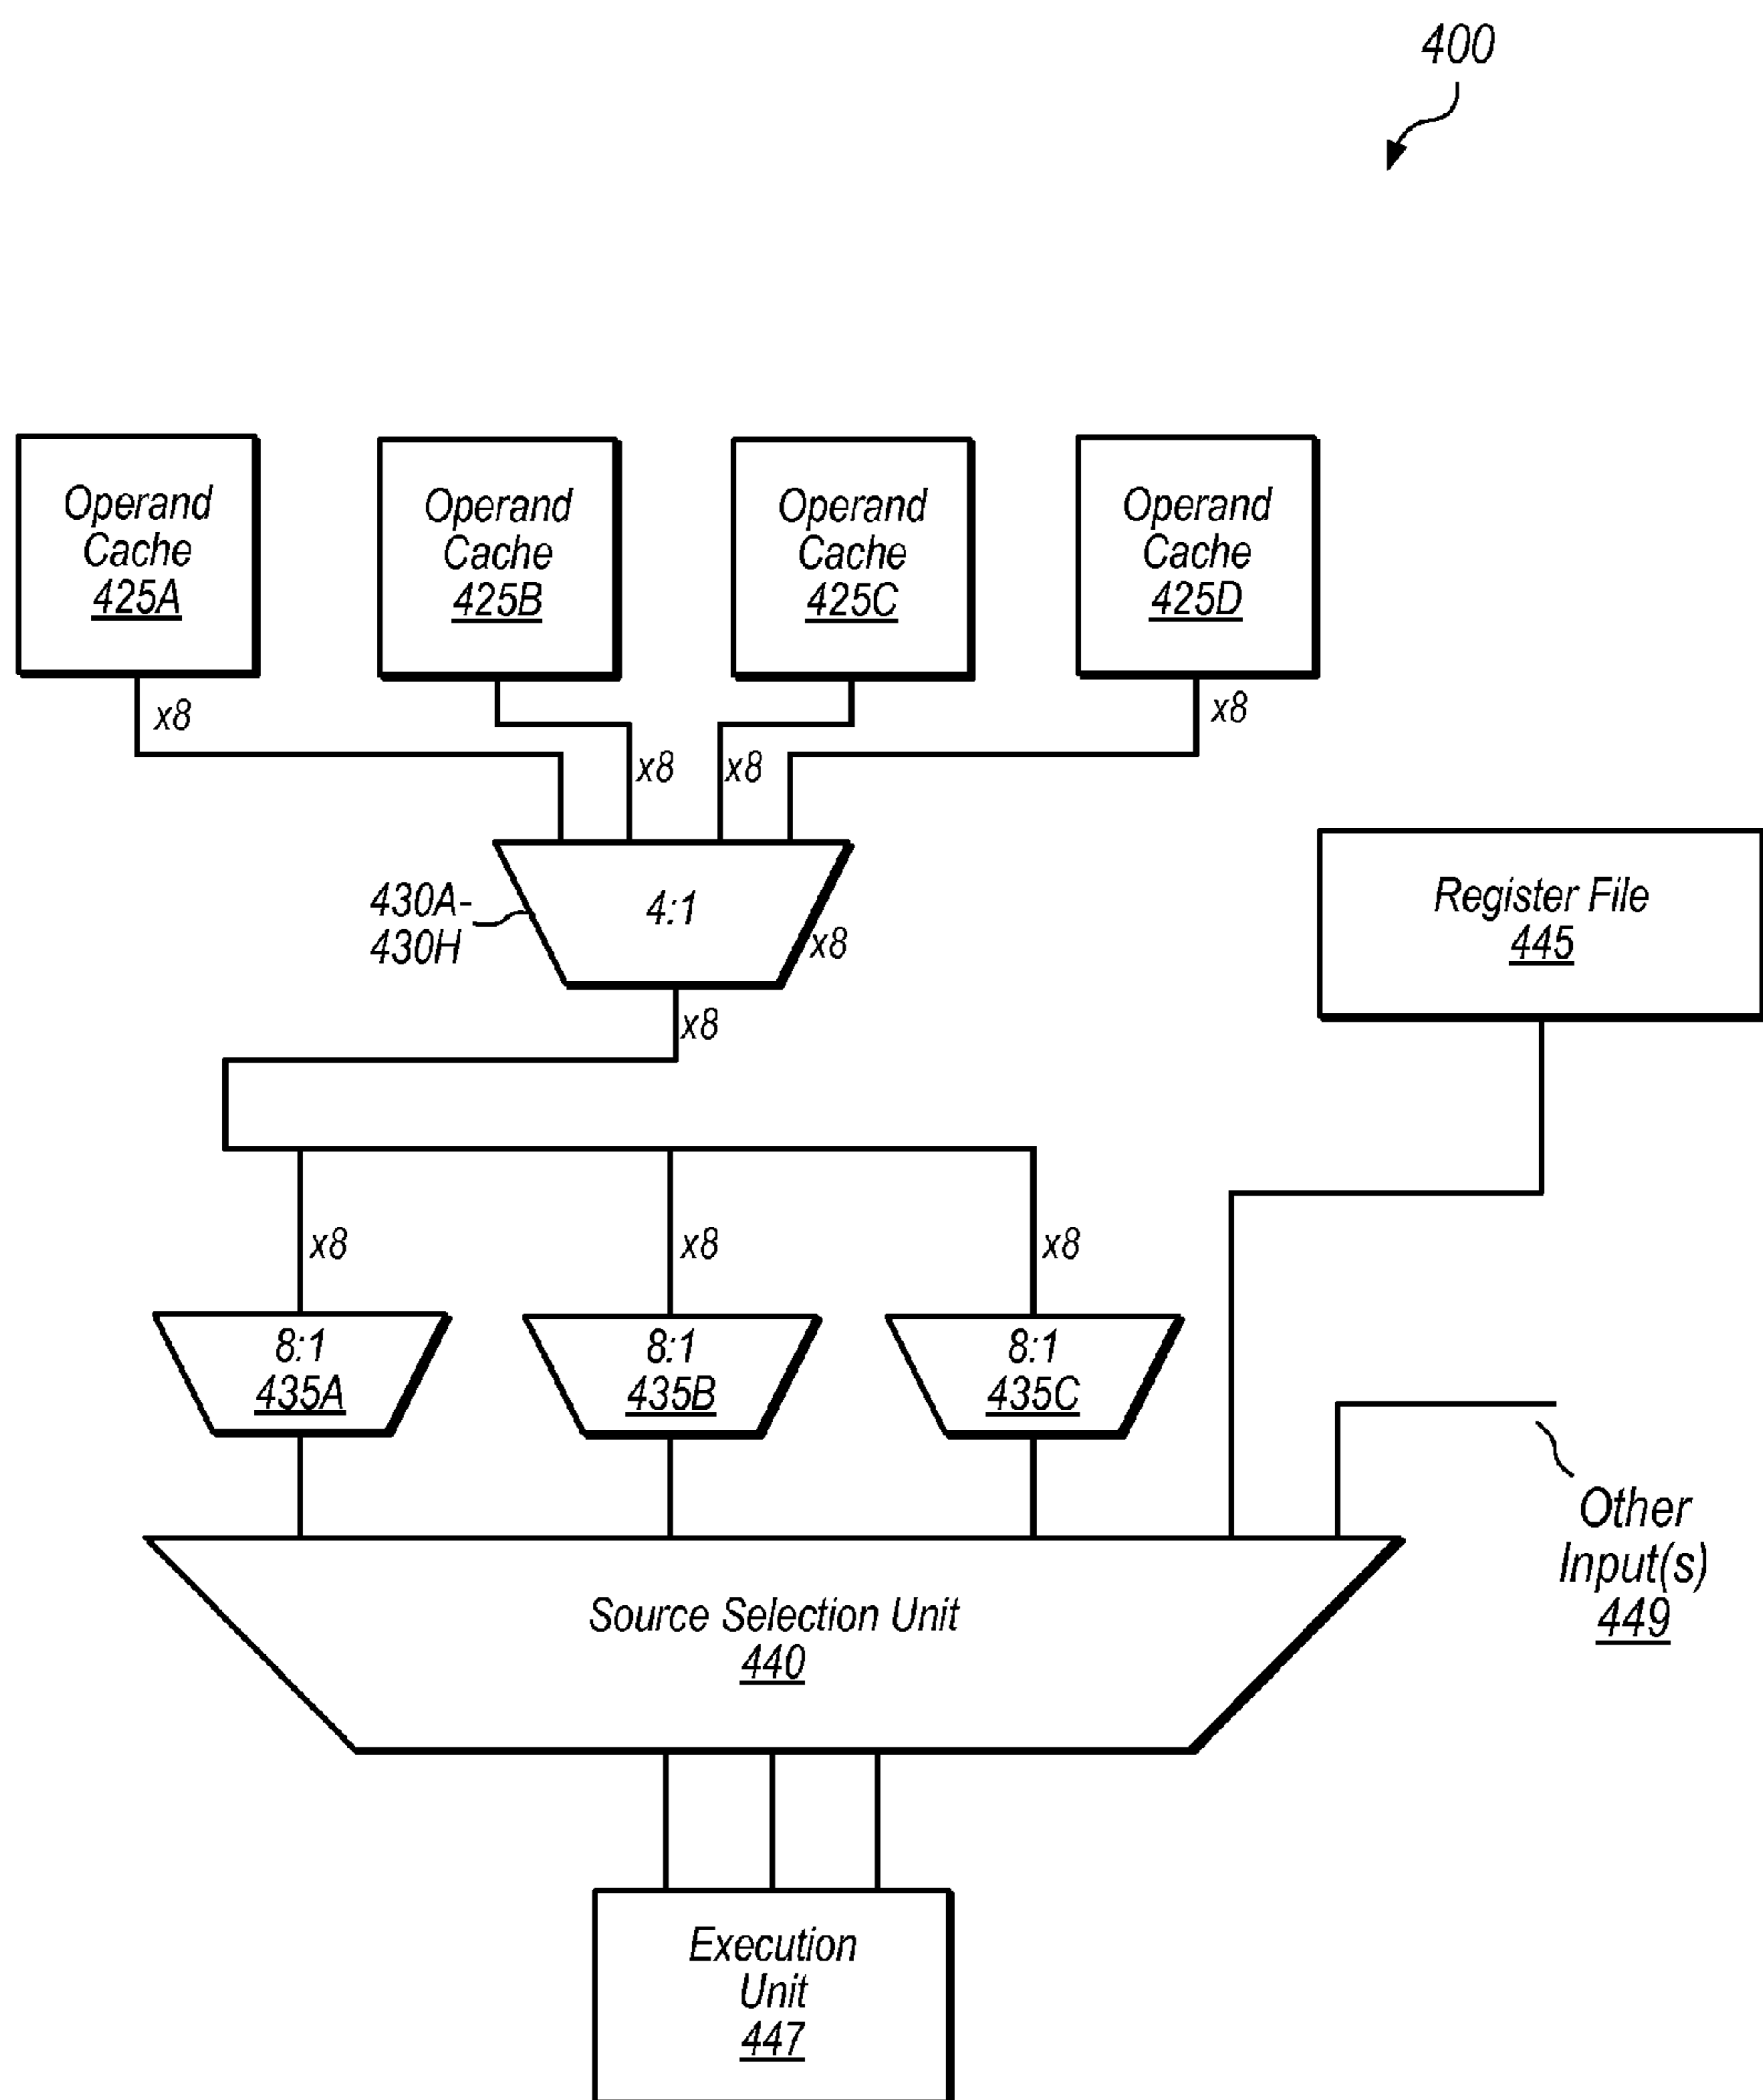 400
Operand
Cache
425A
Operand
Cache
425B
Operand
Cache
425C
Operand
Cache
425D
x8
x8
x8
x8
430A-
430H
4:1
x8
x8
Register File
445
x8
x8
x8
8:1
435A
8:1
435B
8:1
435C
Other
Input(s)
449
Source Selection Unit
440
Execution
Unit
447